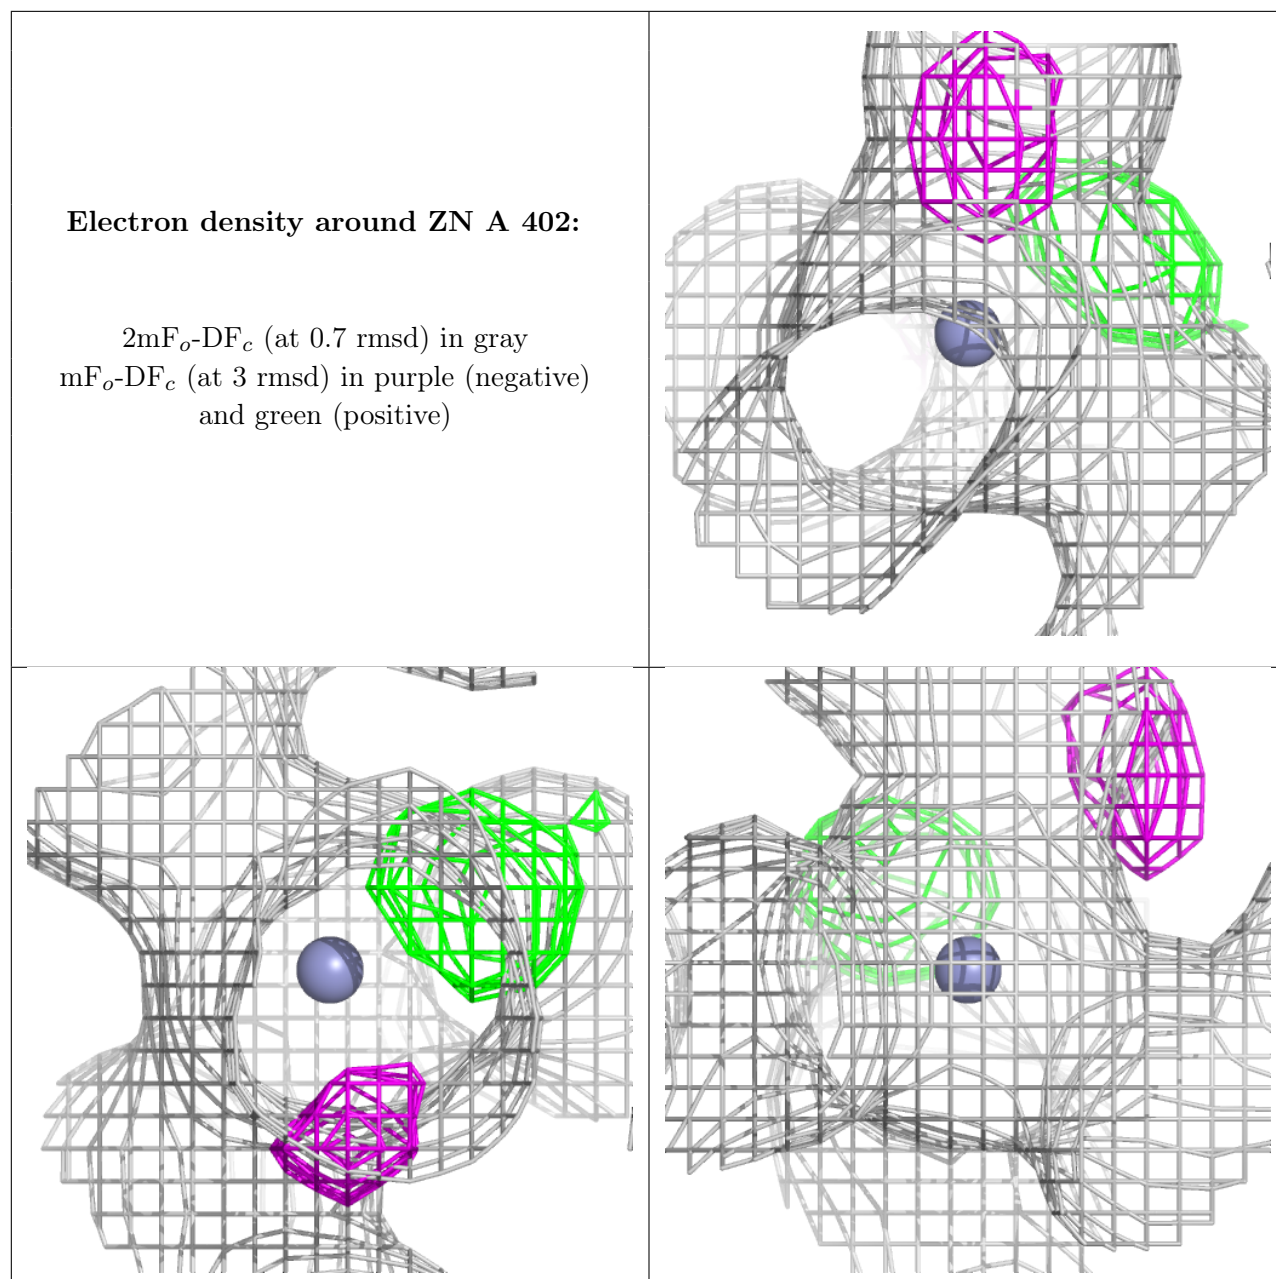 Electron density around ZN A 402:
2mFo-DFc (at 0.7 rmsd) in gray
mFo-DFc (at 3 rmsd) in purple (negative)
and green (positive)